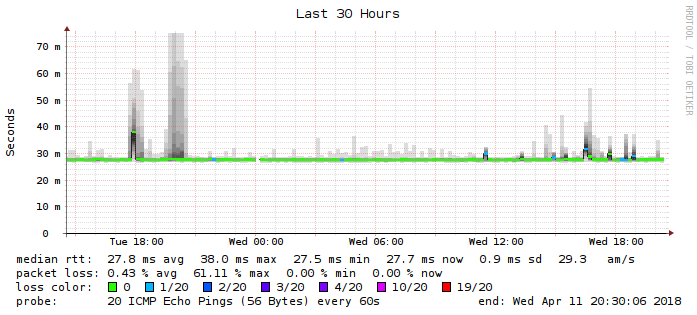 Last 30 Hours
RRDTOOL / TOBI OETIKER
Seconds
70 m
60 m
50 m
40 m
30 m
20 m
10 m
0
Tue 18:00 Wed 00:00 Wed 06:00 Wed 12:00 Wed 18:00
median rtt: 27.8 ms avg 38.0 ms max 27.5 ms min 27.7 ms now 0.9 ms sd 29.3 am/s
packet loss: 0.43 % avg 61.11 % max 0.00 % min 0.00 % now
loss color: 0 1/20 2/20 3/20 4/20 10/20 19/20
probe: 20 ICMP Echo Pings (56 Bytes) every 60s end: Wed Apr 11 20:30:06 2018